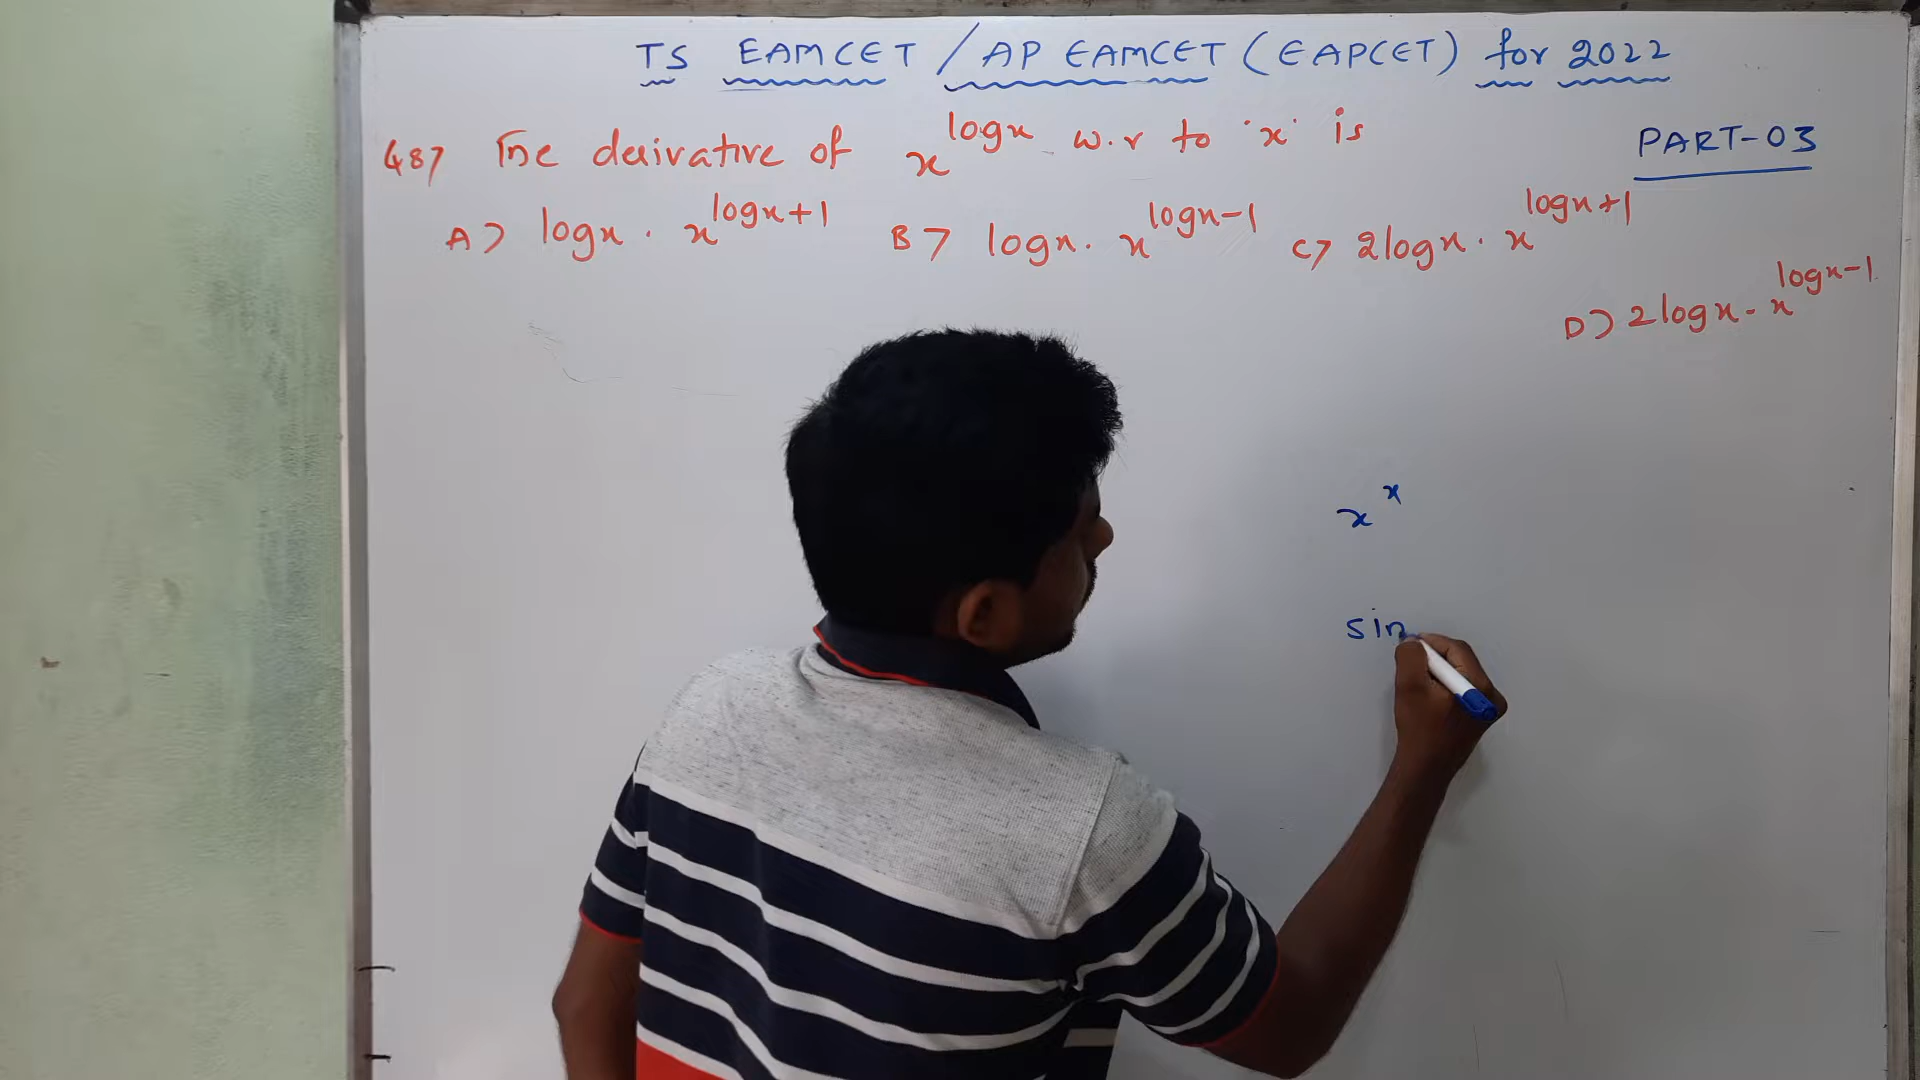 TS EAMCET / AP EAMCET (EAPCET) for 2022
PART-03
48> The derivative of x^logx w.r to 'x' is
A> logx . x^logx+1 B> logx . x^logx-1 C> 2logx . x^logx+1
D> 2logx . x^logx-1
x^x
sin